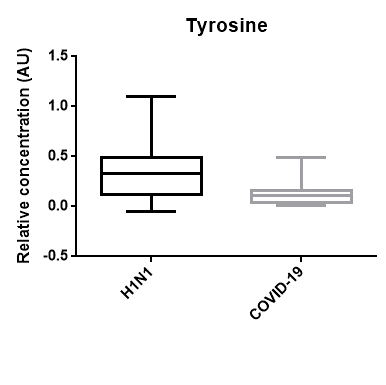 Tyrosine
Relative concentration (AU)
1.5
1.0
0.5
0.0
-0.5
H1N1
COVID-19